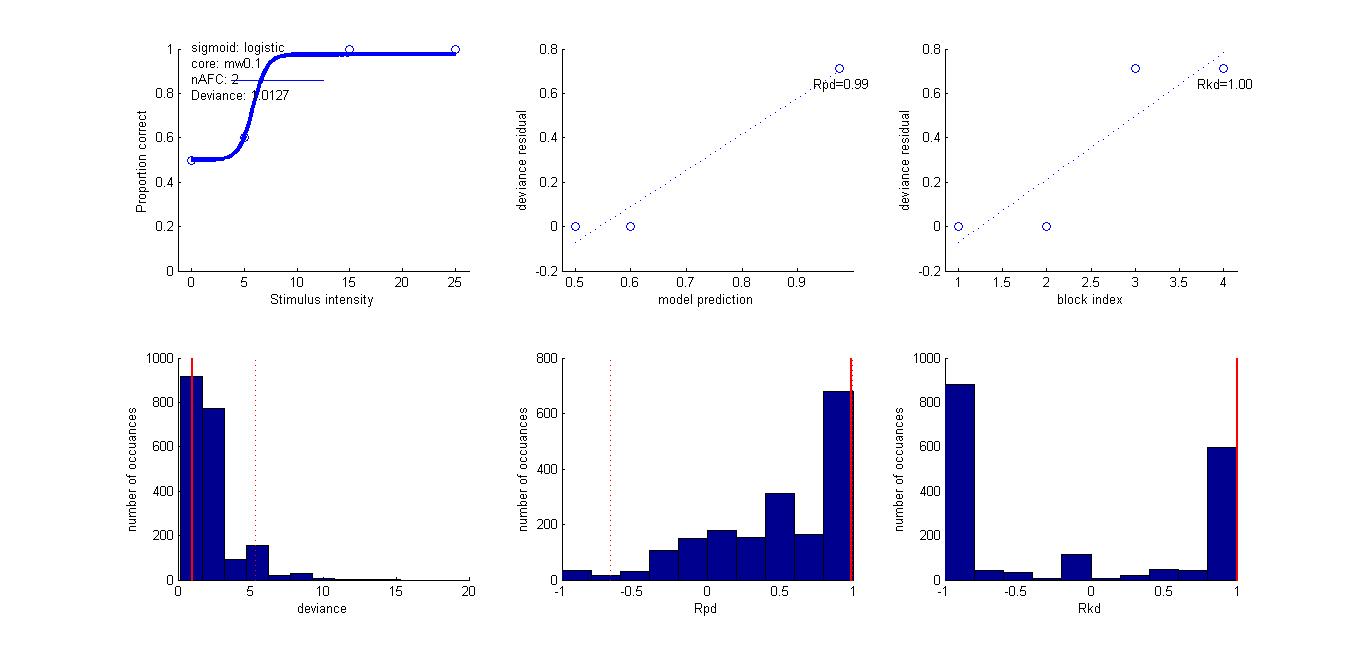 sigmoid: logistic
core: mw0.1
nAFC: 2
Deviance: 1.0127
1
0.8
0.6
0.4
0.2
0
0 5 10 15 20 25
Proportion correct
Stimulus intensity
0.8
0.6
0.4
0.2
0
-0.2
0.5 0.6 0.7 0.8 0.9
Rpd=0.99
deviance residual
model prediction
0.8
0.6
0.4
0.2
0
-0.2
1 1.5 2 2.5 3 3.5 4
Rkd=1.00
deviance residual
block index
1000
800
600
400
200
0
0 5 10 15 20
number of occuances
deviance
800
600
400
200
0
-1 -0.5 0 0.5 1
number of occuances
Rpd
1000
800
600
400
200
0
-1 -0.5 0 0.5 1
number of occuances
Rkd